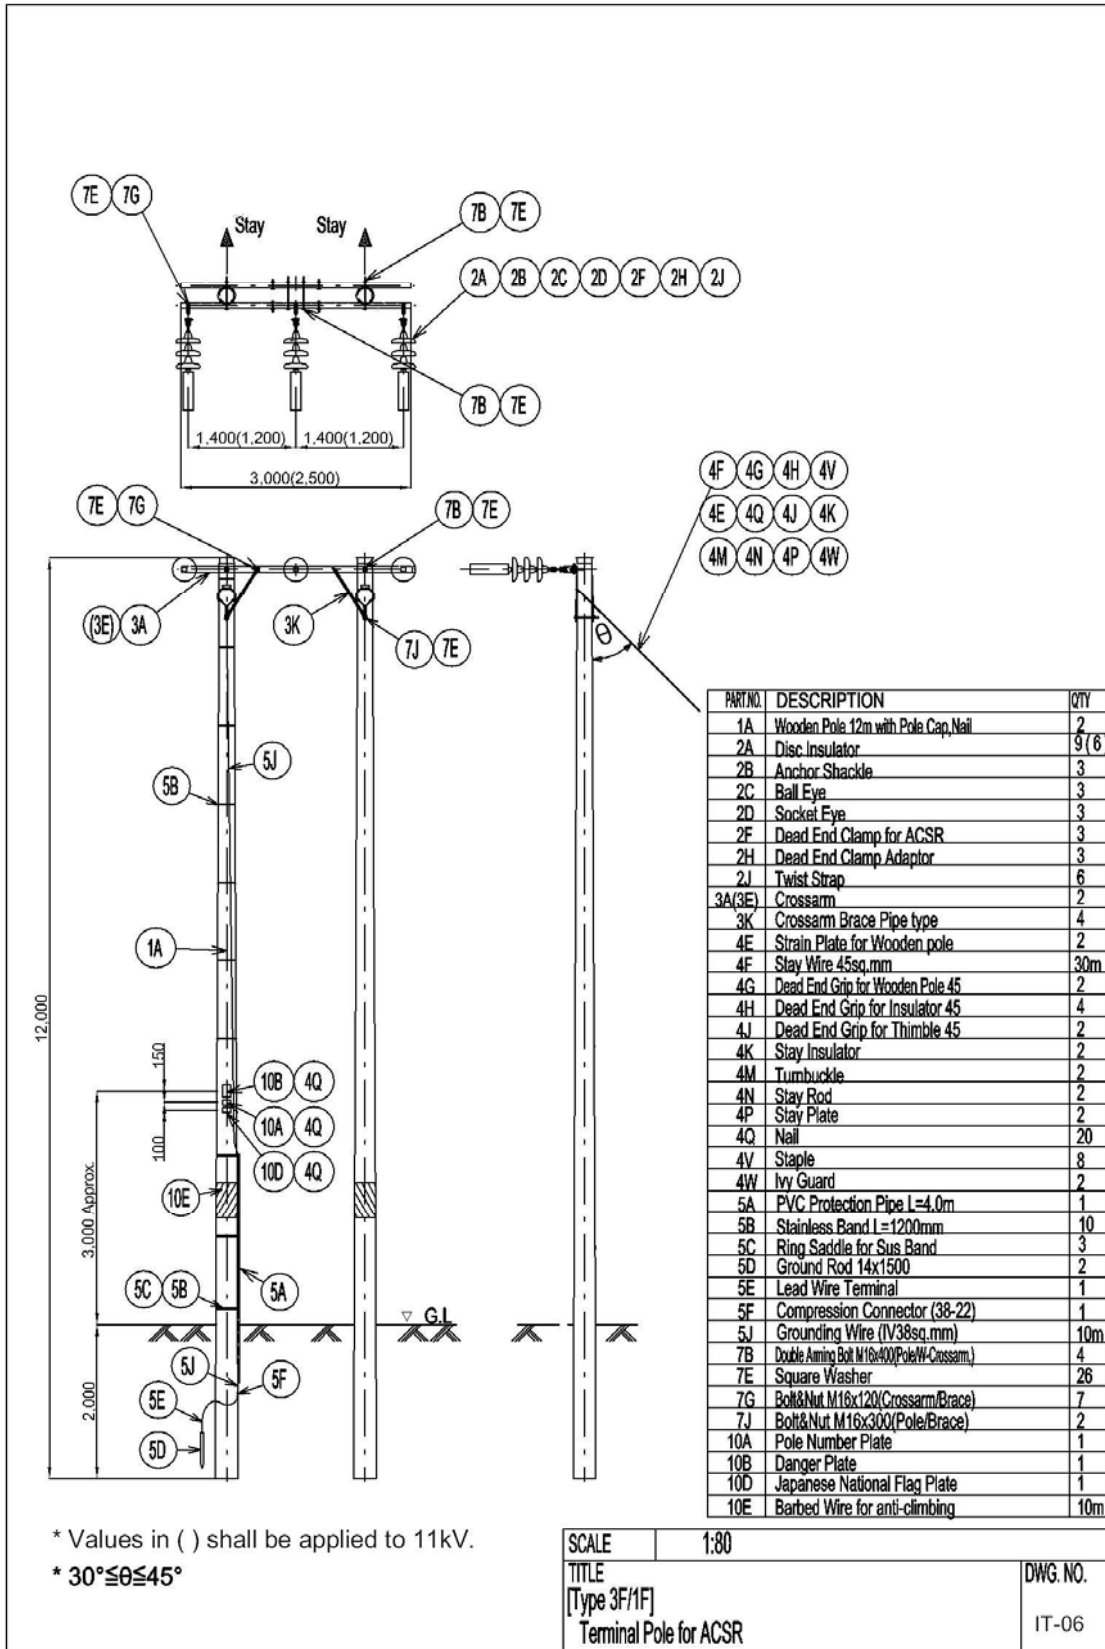 7E 7G
Stay Stay
7B 7E
2A 2B 2C 2D 2F 2H 2J
7B 7E
1,400(1,200) 1,400(1,200)
3,000(2,500)
4F 4G 4H 4V
4E 4Q 4J 4K
4M 4N 4P 4W
7E 7G
7B 7E
(3E) 3A
3K
7J 7E
θ
5J
5B
1A
12,000
150
10B 4Q
10A 4Q
100
10D 4Q
3,000 Approx.
10E
5C 5B
5A
G.L
5J
5F
5E
2,000
5D
PART.NO. DESCRIPTION QTY
1A Wooden Pole 12m with Pole Cap,Nail 2
2A Disc Insulator 9(6
2B Anchor Shackle 3
2C Ball Eye 3
2D Socket Eye 3
2F Dead End Clamp for ACSR 3
2H Dead End Clamp Adaptor 3
2J Twist Strap 6
3A(3E) Crossarm 2
3K Crossarm Brace Pipe type 4
4E Strain Plate for Wooden pole 2
4F Stay Wire 45sq.mm 30m
4G Dead End Grip for Wooden Pole 45 2
4H Dead End Grip for Insulator 45 4
4J Dead End Grip for Thimble 45 2
4K Stay Insulator 2
4M Turnbuckle 2
4N Stay Rod 2
4P Stay Plate 2
4Q Nail 20
4V Staple 8
4W Ivy Guard 2
5A PVC Protection Pipe L=4.0m 1
5B Stainless Band L=1200mm 10
5C Ring Saddle for Sus Band 3
5D Ground Rod 14x1500 2
5E Lead Wire Terminal 1
5F Compression Connector (38-22) 1
5J Grounding Wire (IV38sq.mm) 10m
7B Double Arming Bolt M16x400(Pole/W-Crossarm,) 4
7E Square Washer 26
7G Bolt&Nut M16x120(Crossarm/Brace) 7
7J Bolt&Nut M16x300(Pole/Brace) 2
10A Pole Number Plate 1
10B Danger Plate 1
10D Japanese National Flag Plate 1
10E Barbed Wire for anti-climbing 10m
* Values in ( ) shall be applied to 11kV.
* 30°≦θ≦45°
SCALE 1:80
TITLE
[Type 3F/1F]
Terminal Pole for ACSR
DWG. NO.
IT-06